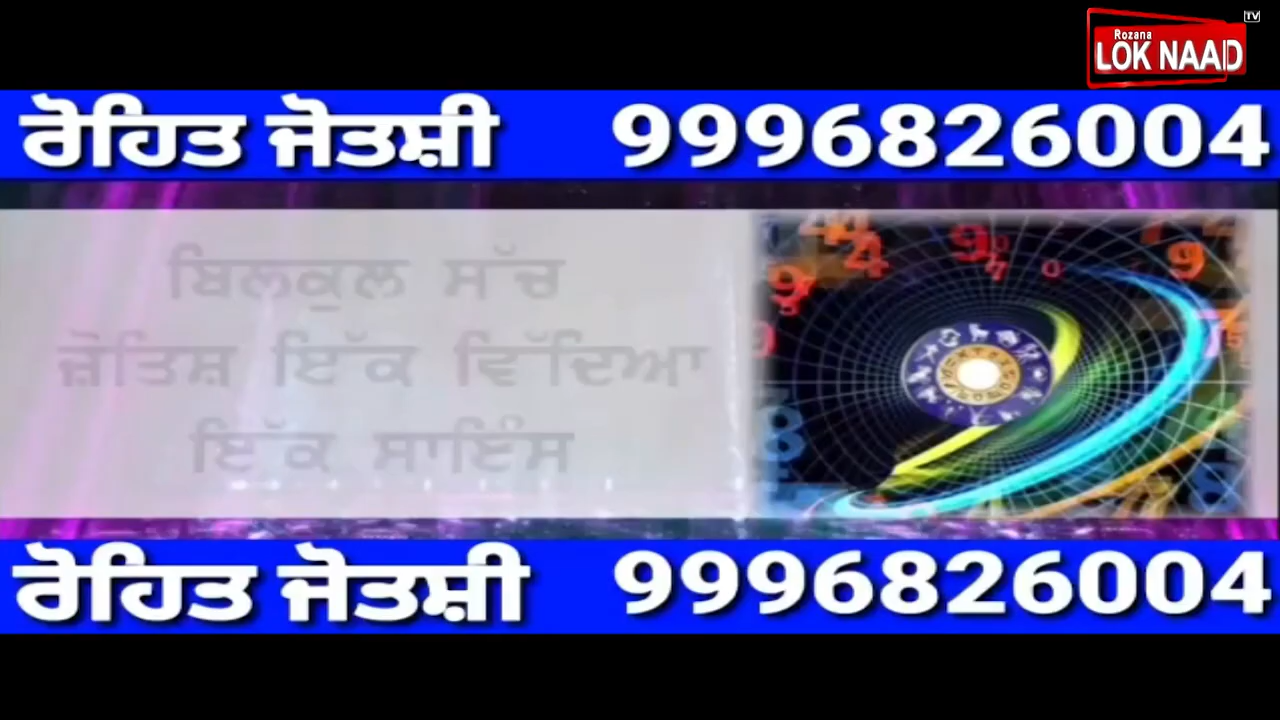 Rozana
LOK NAAD
TV
ਰੋਹਿਤ ਜੋਤਸ਼ੀ 9996826004
ਬਿਲਕੁਲ ਸੱਚ
ਜ਼ੋਤਿਸ਼ ਇੱਕ ਵਿੱਦਿਆ
ਇੱਕ ਸਾਇੰਸ
ਰੋਹਿਤ ਜੋਤਸ਼ੀ 9996826004